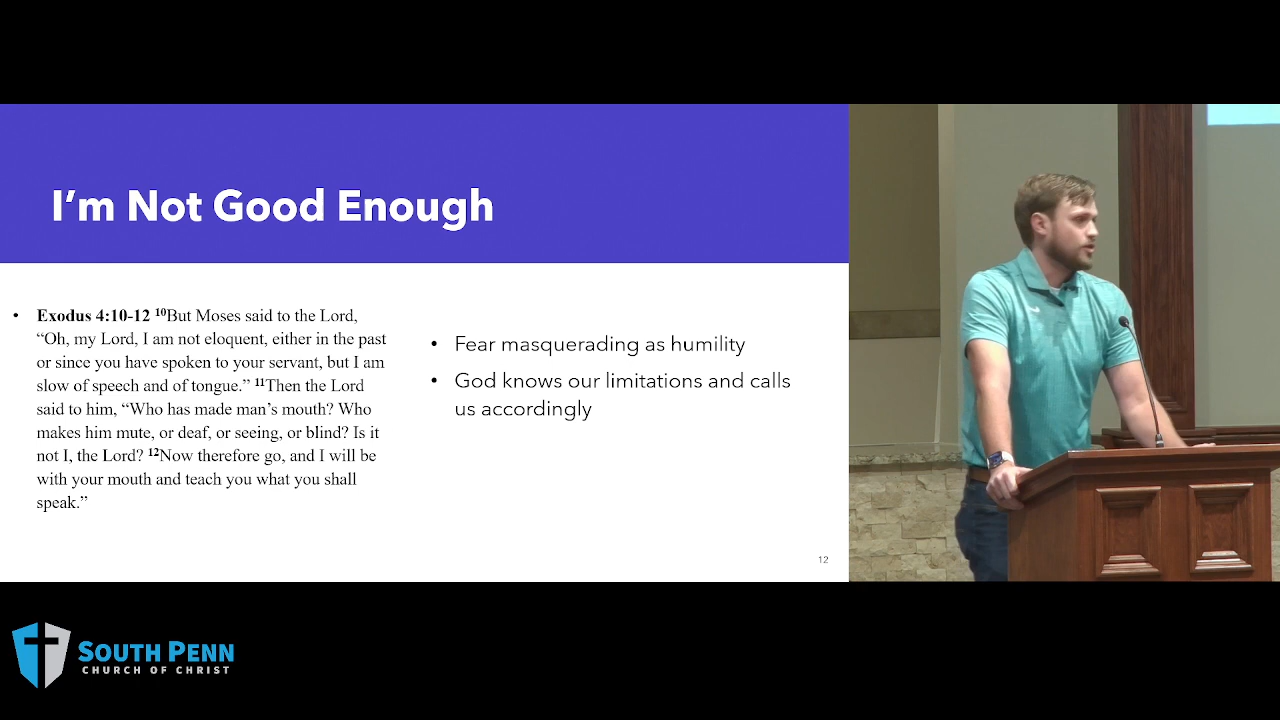 I'm Not Good Enough
• Exodus 4:10-12 ¹⁰But Moses said to the Lord,
“Oh, my Lord, I am not eloquent, either in the past
or since you have spoken to your servant, but I am
slow of speech and of tongue.” ¹¹Then the Lord
said to him, “Who has made man’s mouth? Who
makes him mute, or deaf, or seeing, or blind? Is it
not I, the Lord? ¹²Now therefore go, and I will be
with your mouth and teach you what you shall
speak.”
• Fear masquerading as humility
• God knows our limitations and calls
us accordingly
12
SOUTH PENN
CHURCH OF CHRIST